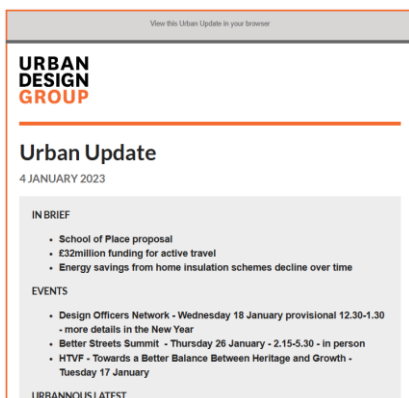 View this Urban Update in your browser
URBAN
DESIGN
GROUP
Urban Update
4 JANUARY 2023
IN BRIEF
• School of Place proposal
• £32million funding for active travel
• Energy savings from home insulation schemes decline over time
EVENTS
• Design Officers Network - Wednesday 18 January provisional 12.30-1.30
- more details in the New Year
• Better Streets Summit - Thursday 26 January - 2.15-5.30 - in person
• HTVF - Towards a Better Balance Between Heritage and Growth -
Tuesday 17 January
URBANNOUS LATEST